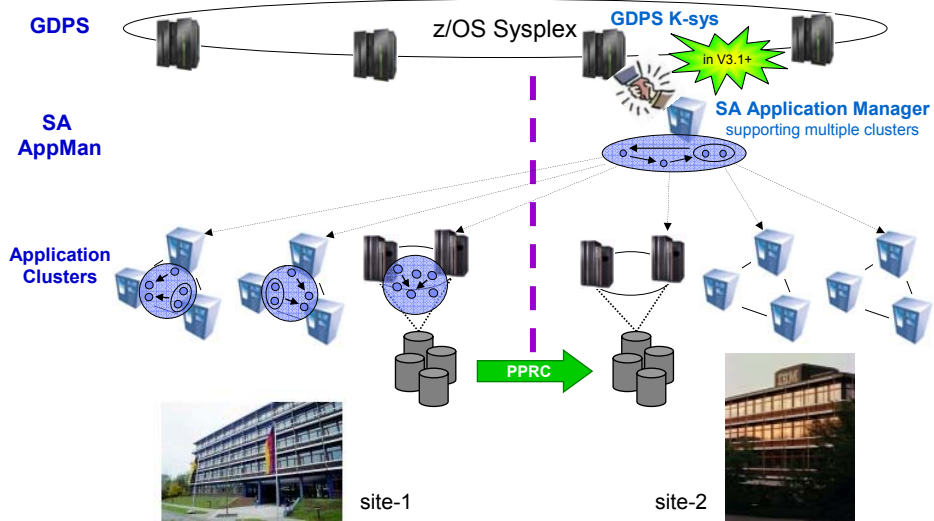 GDPS
z/OS Sysplex
GDPS K-sys
in V3.1+
SA
AppMan
SA Application Manager
supporting multiple clusters
Application
Clusters
PPRC
IBM
site-1
site-2